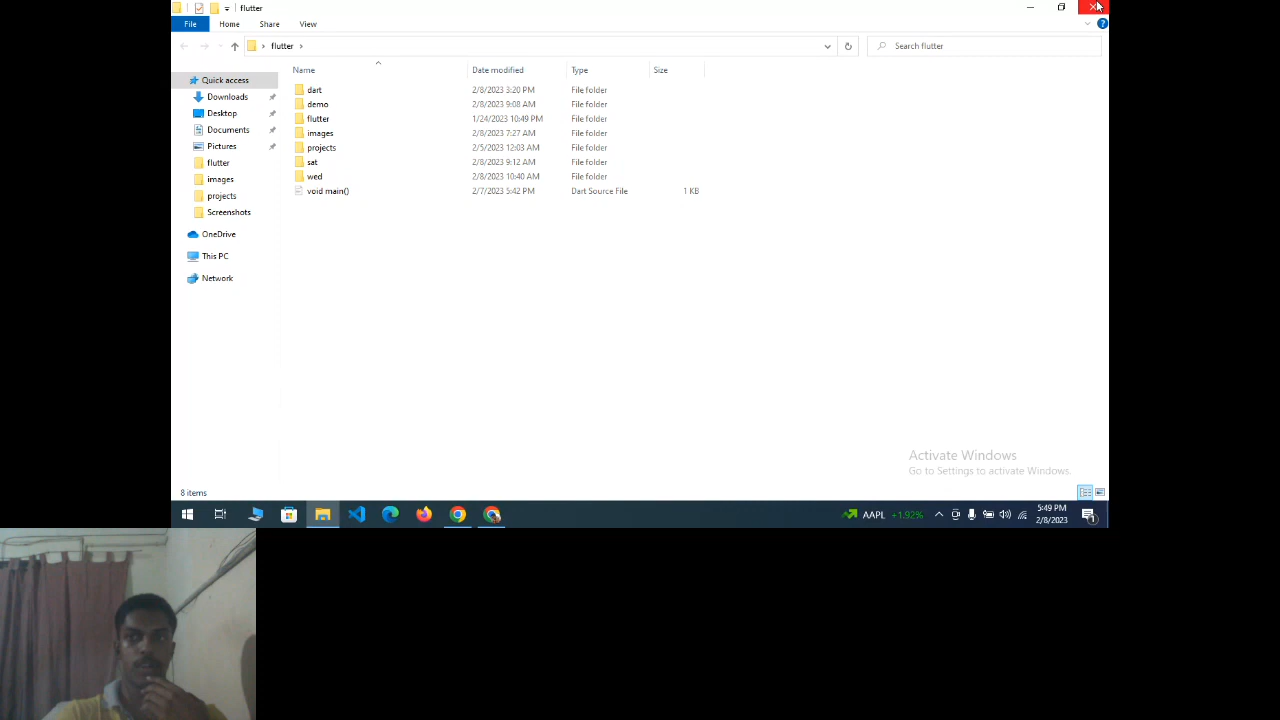 flutter
File Home Share View
flutter
Search flutter
Name Date modified Type Size
Quick access
Downloads
Desktop
Documents
Pictures
flutter
images
projects
Screenshots
OneDrive
This PC
Network
dart 2/8/2023 3:20 PM File folder
demo 2/8/2023 9:08 AM File folder
flutter 1/24/2023 10:49 PM File folder
images 2/8/2023 7:27 AM File folder
projects 2/5/2023 12:03 AM File folder
sat 2/8/2023 9:12 AM File folder
wed 2/8/2023 10:40 AM File folder
void main() 2/7/2023 5:42 PM Dart Source File 1 KB
Activate Windows
Go to Settings to activate Windows.
8 items
AAPL +1.92%
5:49 PM
2/8/2023
1